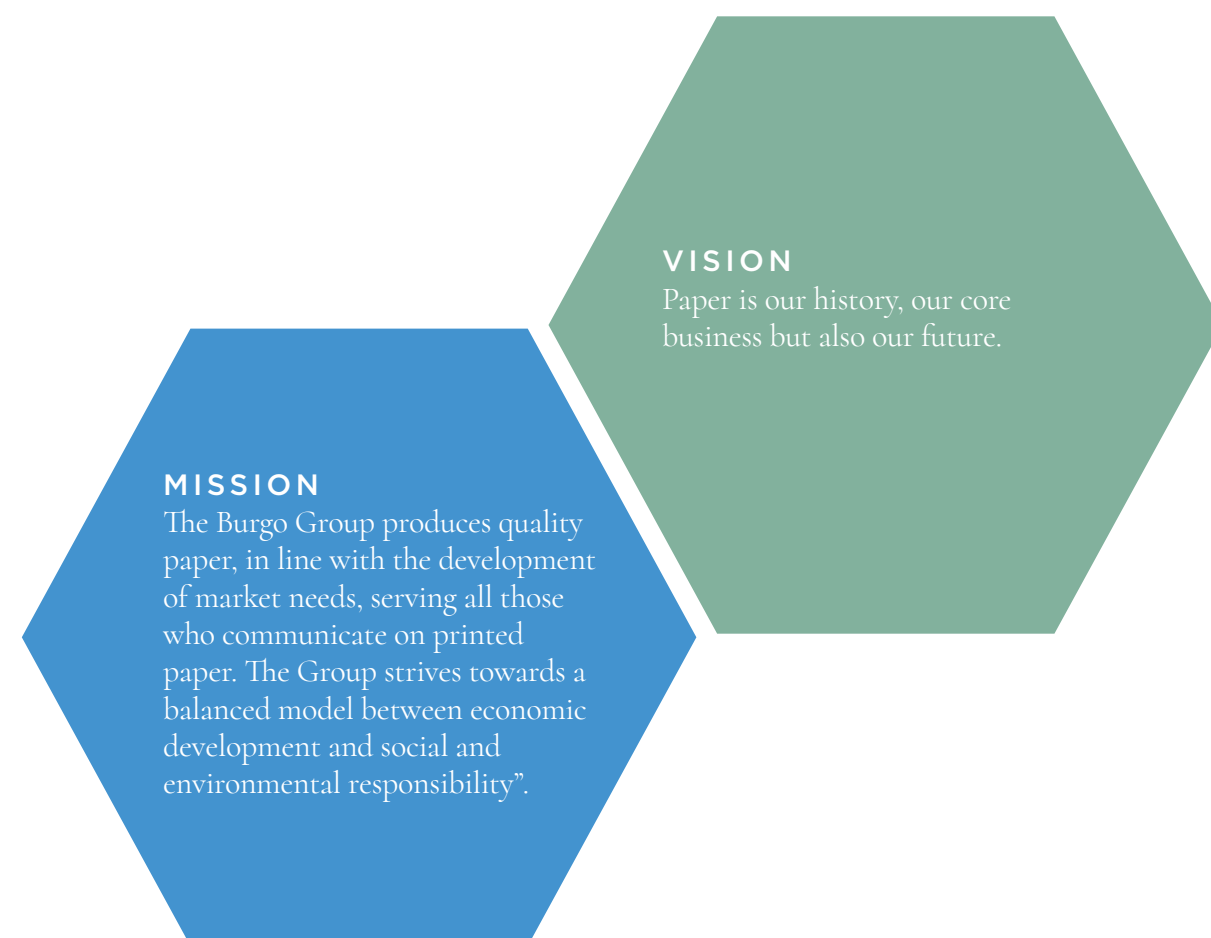 VISION
Paper is our history, our core
business but also our future.
MISSION
The Burgo Group produces quality
paper, in line with the development
of market needs, serving all those
who communicate on printed
paper. The Group strives towards a
balanced model between economic
development and social and
environmental responsibility”.